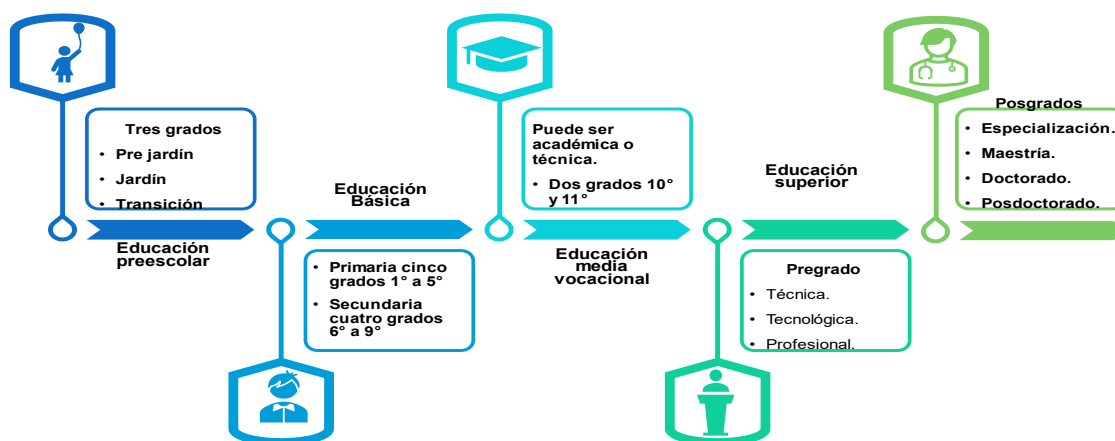 Tres grados
• Pre jardín
• Jardín
• Transición
Educación
preescolar
Educación
Básica
• Primaria cinco
grados 1° a 5°
• Secundaria
cuatro grados
6° a 9°
Puede ser
académica o
técnica.
• Dos grados 10°
y 11°
Educación
media
vocacional
Educación
superior
Pregrado
• Técnica.
• Tecnológica.
• Profesional.
Posgrados
• Especialización.
• Maestría.
• Doctorado.
• Posdoctorado.